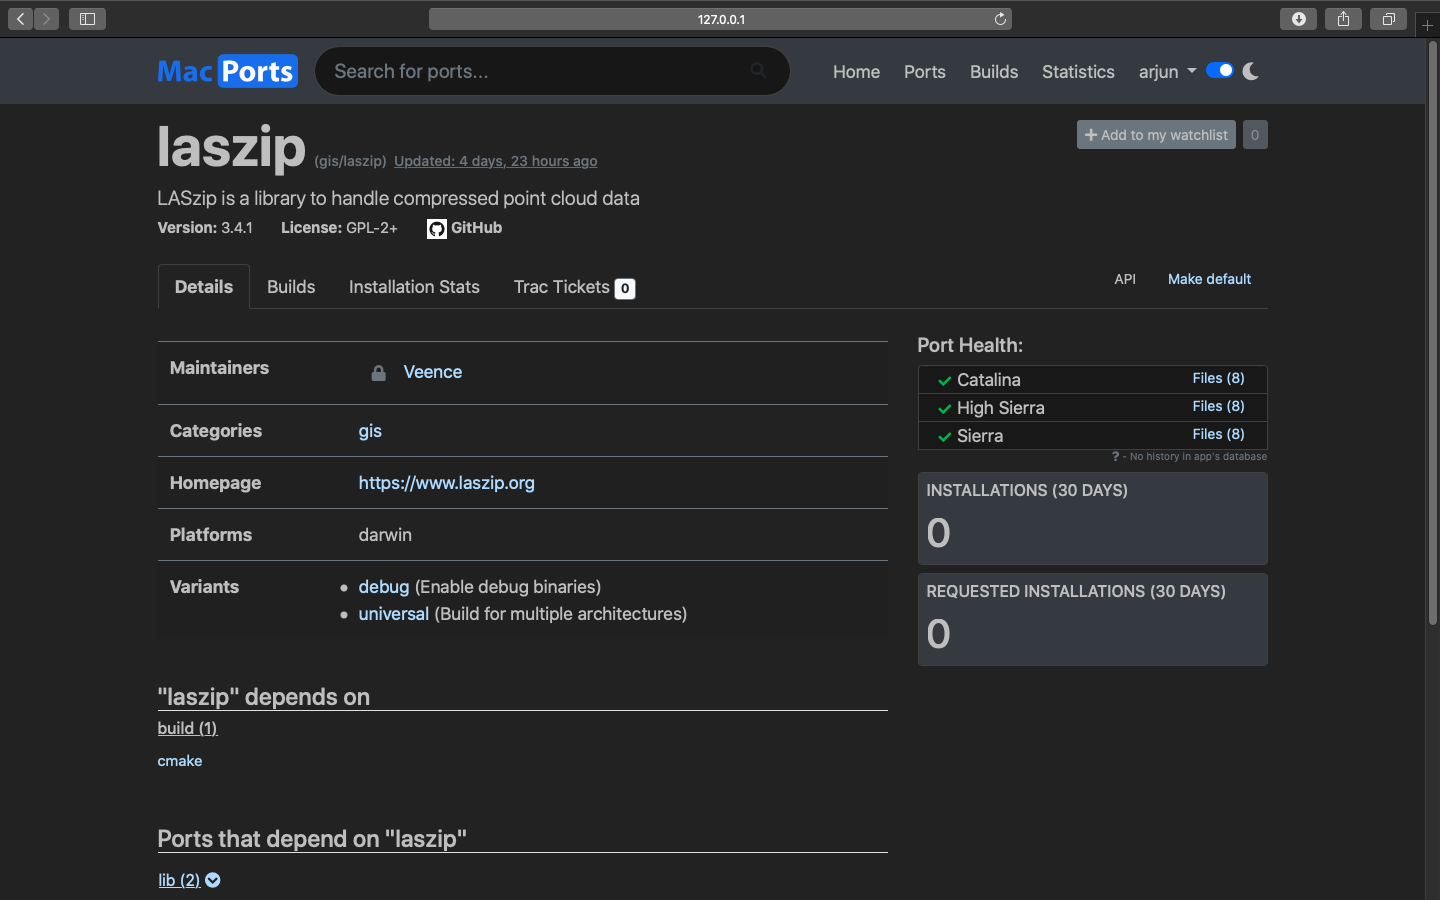 127.0.0.1
Mac Ports
Search for ports...
Home Ports Builds Statistics arjun
laszip (gis/laszip) Updated: 4 days, 23 hours ago
+ Add to my watchlist 0
LASzip is a library to handle compressed point cloud data
Version: 3.4.1 License: GPL-2+ GitHub
Details Builds Installation Stats Trac Tickets 0
API Make default
Maintainers Veence
Categories gis
Homepage https://www.laszip.org
Platforms darwin
Variants
• debug (Enable debug binaries)
• universal (Build for multiple architectures)
Port Health:
Catalina Files (8)
High Sierra Files (8)
Sierra Files (8)
? - No history in app's database
INSTALLATIONS (30 DAYS)
0
REQUESTED INSTALLATIONS (30 DAYS)
0
"laszip" depends on
build (1)
cmake
Ports that depend on "laszip"
lib (2)